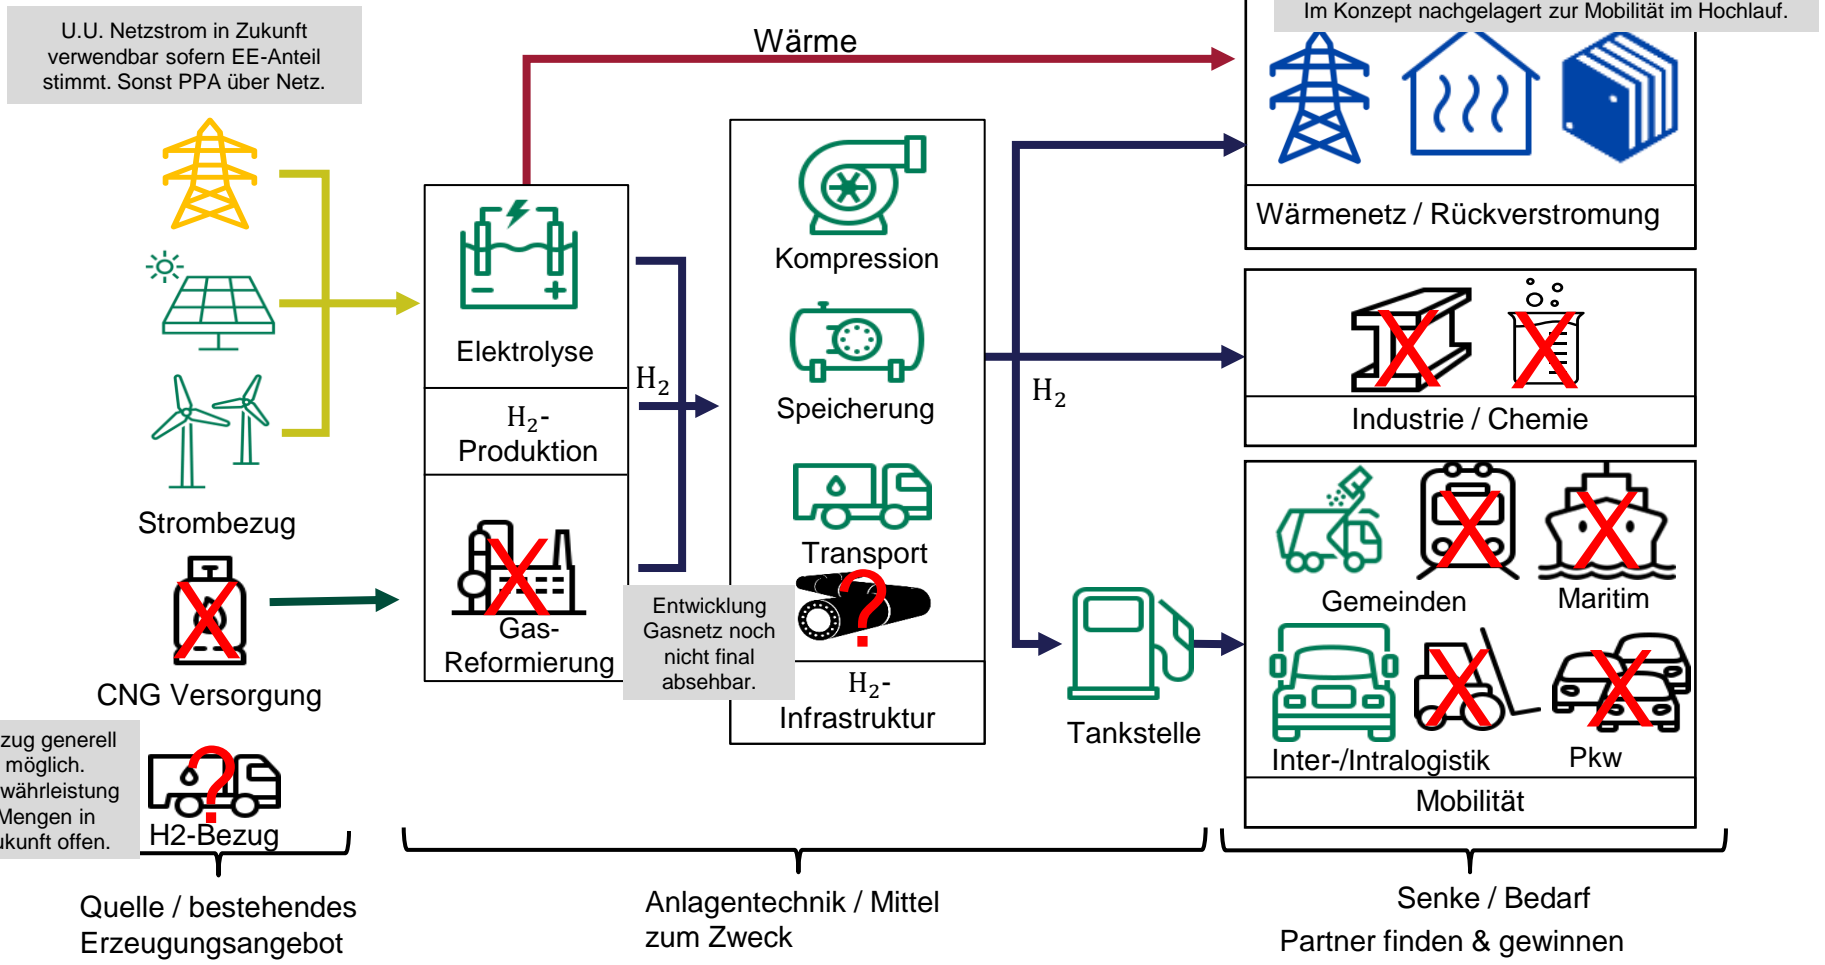 U.U. Netzstrom in Zukunft
verwendbar sofern EE-Anteil
stimmt. Sonst PPA über Netz.
Strombezug
CNG Versorgung
zug generell
möglich.
währleistung
Mengen in
ukunft offen.
?
H2-Bezug
Quelle / bestehendes
Erzeugungsangebot
Wärme
Elektrolyse
H₂-
Produktion
Gas-
Reformierung
H₂
Kompression
Speicherung
Transport
?
Entwicklung
Gasnetz noch
nicht final
absehbar.
H₂-
Infrastruktur
H₂
Tankstelle
Anlagentechnik / Mittel
zum Zweck
Im Konzept nachgelagert zur Mobilität im Hochlauf.
Wärmenetz / Rückverstromung
Industrie / Chemie
Gemeinden
Maritim
Inter-/Intralogistik
Pkw
Mobilität
Senke / Bedarf
Partner finden & gewinnen